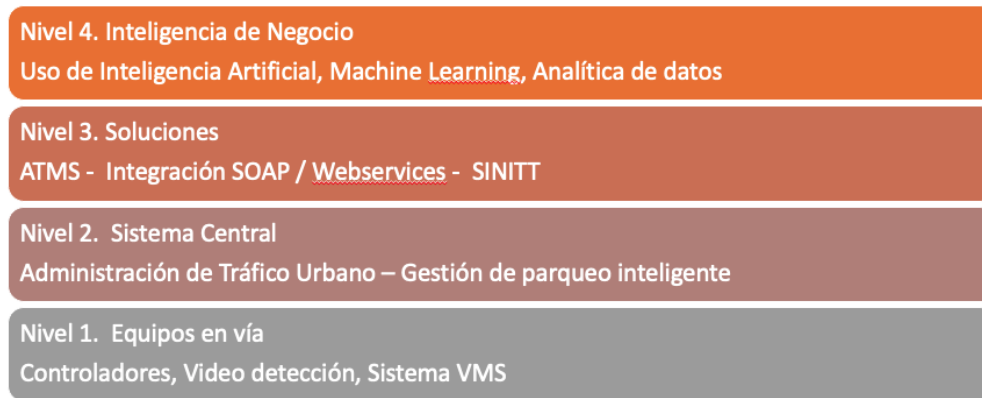 Nivel 4. Inteligencia de Negocio
Uso de Inteligencia Artificial, Machine Learning, Analítica de datos
Nivel 3. Soluciones
ATMS -  Integración SOAP / Webservices -  SINITT
Nivel 2.  Sistema Central
Administración de Tráfico Urbano – Gestión de parqueo inteligente
Nivel 1.  Equipos en vía
Controladores, Video detección, Sistema VMS